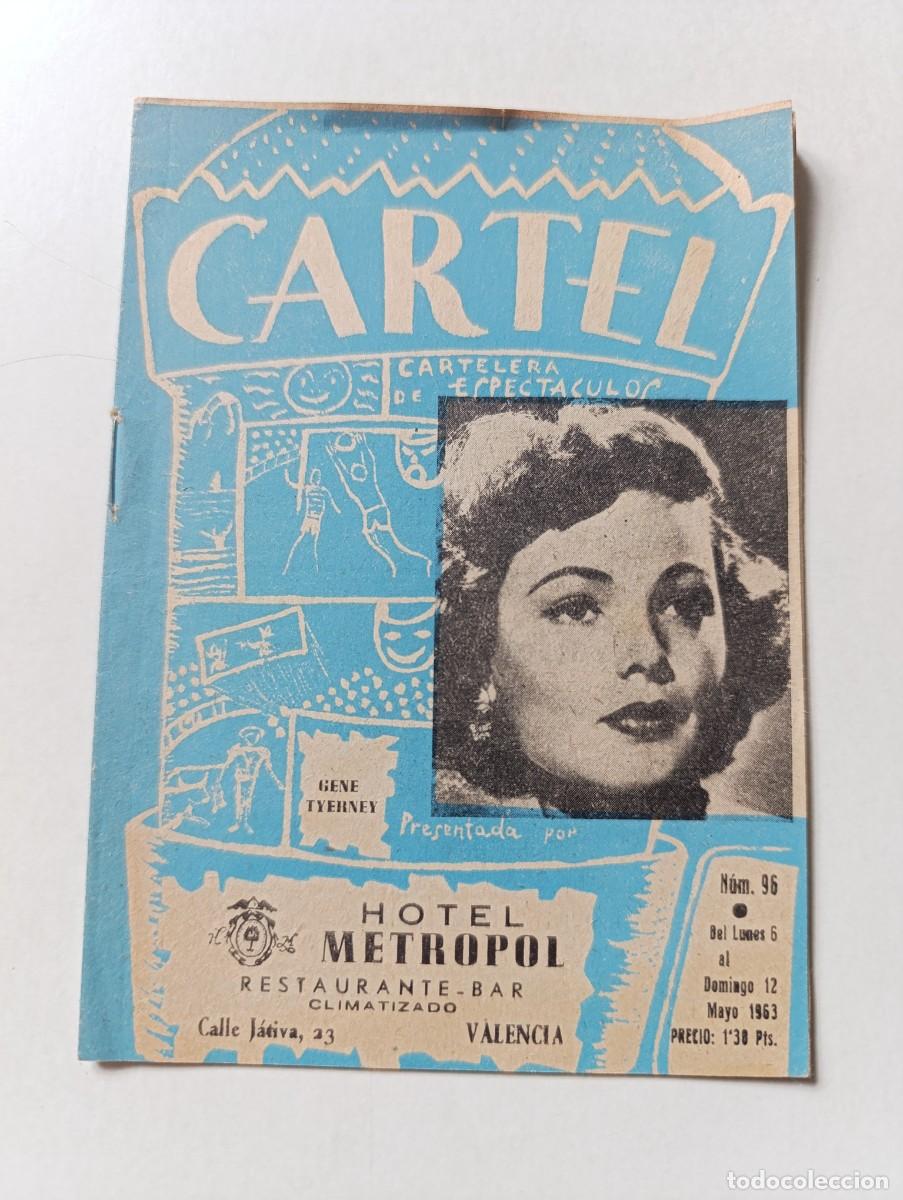 CARTEL
CARTELERA
DE ESPECTACULOS
GENE
TYERNEY
Presentada por
HOTEL
METROPOL
RESTAURANTE-BAR
CLIMATIZADO
Calle Játiva, 23 VALENCIA
Núm. 96
Del Lunes 6
al
Domingo 12
Mayo 1963
PRECIO: 1'30 Pts.
todocoleccion